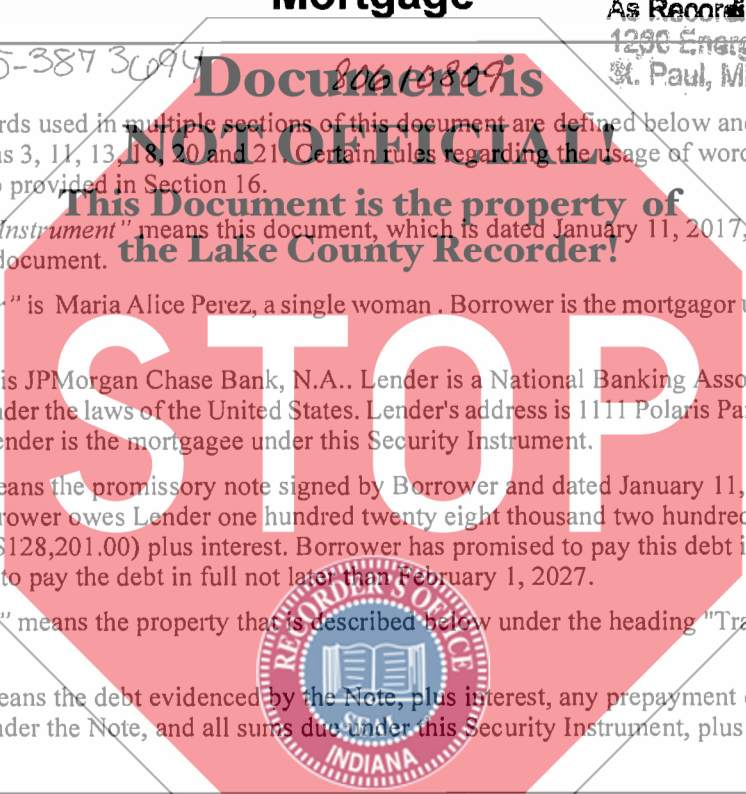 Mortgage
As Record
1280 Energ
St. Paul, M
5-387 3694
80610809
Document is
NOT OFFICIAL!
This Document is the property of
the Lake County Recorder!
rds used in multiple sections of this document are defined below and
ns 3, 11, 13, 18, 20 and 21. Certain rules regarding the usage of word
o provided in Section 16.
Instrument" means this document, which is dated January 11, 2017,
document.
r" is Maria Alice Perez, a single woman . Borrower is the mortgagor u
is JPMorgan Chase Bank, N.A.. Lender is a National Banking Asso
nder the laws of the United States. Lender's address is 1111 Polaris Par
ender is the mortgagee under this Security Instrument.
STOP
eans the promissory note signed by Borrower and dated January 11,
rower owes Lender one hundred twenty eight thousand two hundred
$128,201.00) plus interest. Borrower has promised to pay this debt i
to pay the debt in full not later than February 1, 2027.
" means the property that is described below under the heading "Tra
eans the debt evidenced by the Note, plus interest, any prepayment
nder the Note, and all sums due under this Security Instrument, plus
RECORDER'S OFFICE
SEAL
INDIANA